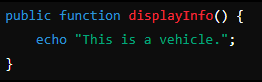 public function displayInfo() {
    echo "This is a vehicle.";
}